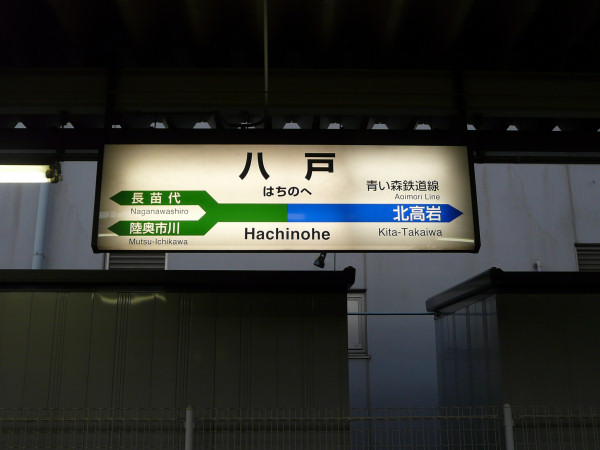 八戸
はちのへ
Hachinohe
長苗代
Naganawashiro
陸奥市川
Mutsu-Ichikawa
青い森鉄道線
Aoimori Line
北高岩
Kita-Takaiwa